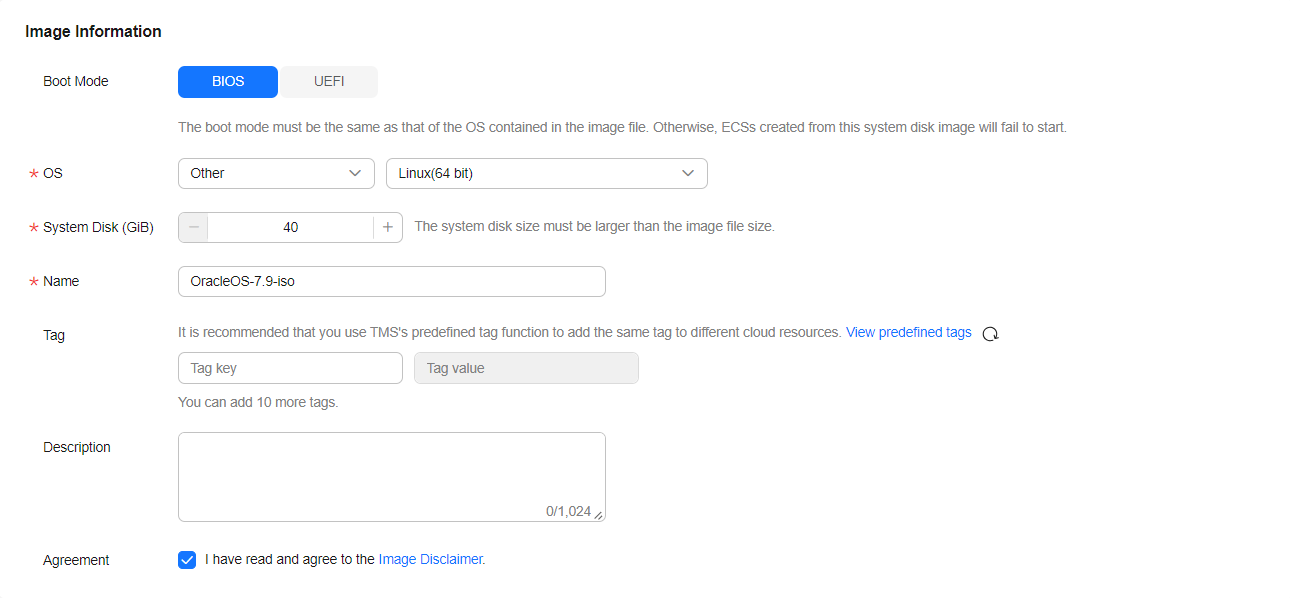 Image Information
Boot Mode BIOS UEFI
The boot mode must be the same as that of the OS contained in the image file. Otherwise, ECSs created from this system disk image will fail to start.
* OS Other Linux(64 bit)
* System Disk (GiB) − 40 + The system disk size must be larger than the image file size.
* Name OracleOS-7.9-iso
Tag It is recommended that you use TMS's predefined tag function to add the same tag to different cloud resources. View predefined tags
Tag key Tag value
You can add 10 more tags.
Description
0/1,024
Agreement I have read and agree to the Image Disclaimer.